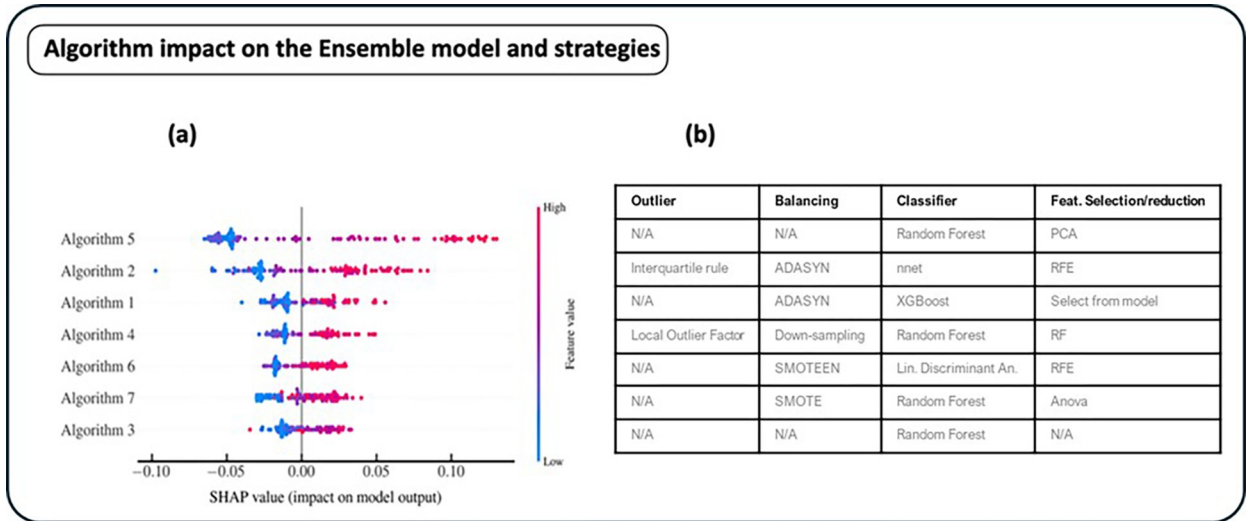 Algorithm impact on the Ensemble model and strategies
(a)
(b)
High
Algorithm 5
Algorithm 2
Algorithm 1
Algorithm 4
Algorithm 6
Algorithm 7
Algorithm 3
Feature value
Low
−0.10 −0.05 0.00 0.05 0.10
SHAP value (impact on model output)
Outlier Balancing Classifier Feat. Selection/reduction
N/A N/A Random Forest PCA
Interquartile rule ADASYN nnet RFE
N/A ADASYN XGBoost Select from model
Local Outlier Factor Down-sampling Random Forest RF
N/A SMOTEEN Lin. Discriminant An. RFE
N/A SMOTE Random Forest Anova
N/A N/A Random Forest N/A